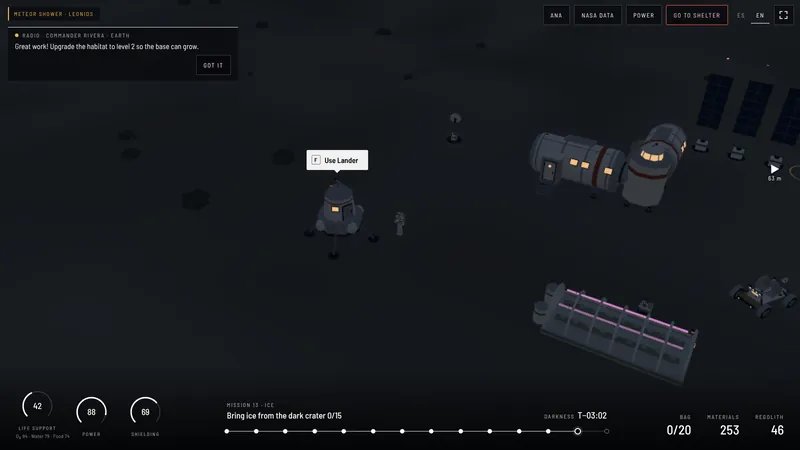 METEOR SHOWER · LEONIDS
ANA
NASA DATA
POWER
GO TO SHELTER
ES
EN
RADIO · COMMANDER RIVERA · EARTH
Great work! Upgrade the habitat to level 2 so the base can grow.
GOT IT
F Use Lander
63 m
42
LIFE SUPPORT
88
POWER
69
SHIELDING
MISSION 13 · ICE
Bring ice from the dark crater 0/15
DARKNESS T–03:02
BAG
0/20
MATERIALS
253
REGOLITH
46